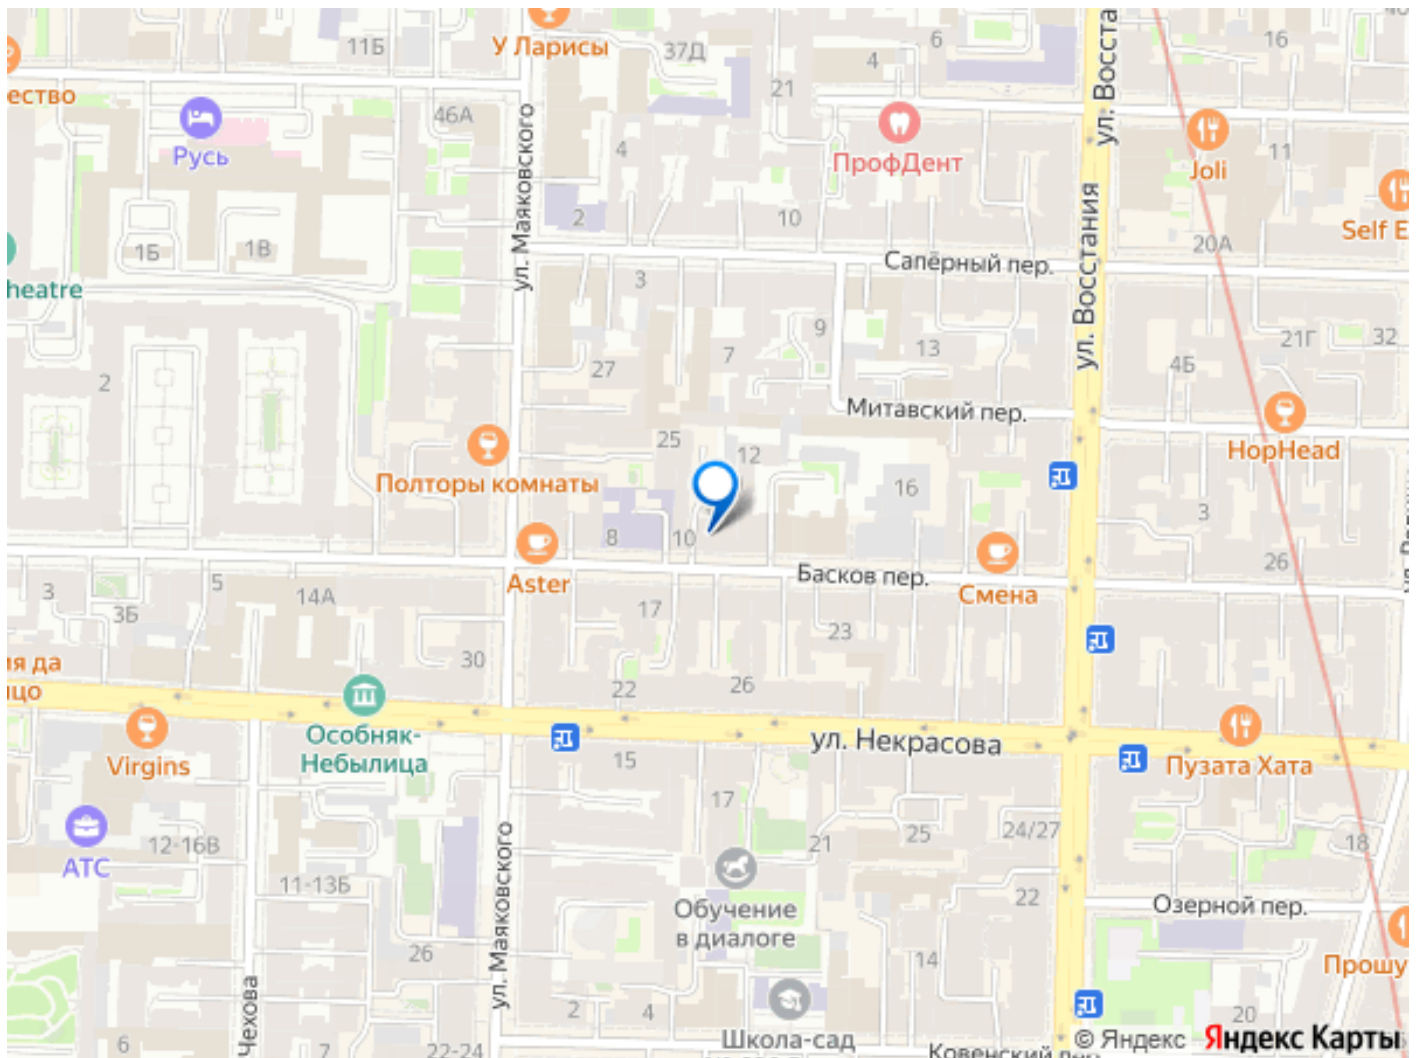 У Ларисы
11Б
37Д
6
16
4
ул. Восста
ество
21
46А
Русь
ул. Маяковского
4
ПрофДент
Joli
11
2
10
Self E
1Б
1В
Сапёрный пер.
20А
ул. Восстания
heatre
3
9
7
13
21Г
32
27
4Б
2
Митавский пер.
25
12
HopHead
Полторы комнаты
16
3
8
10
Aster
Басков пер.
Смена
26
3
3Б
5
14А
17
23
30
22
26
ия да
цо
Особняк-
Небылица
ул. Некрасова
Virgins
15
Пузата Хата
17
АТС
12-16В
21
25
24/27
18
ул. Маяковского
11-13Б
22
Обучение
в диалоге
Озерной пер.
26
14
Прошу
Чехова
2
4
20
6
7
22-24
Школа-сад
Ковенский пер.
© Яндекс
Яндекс Карты